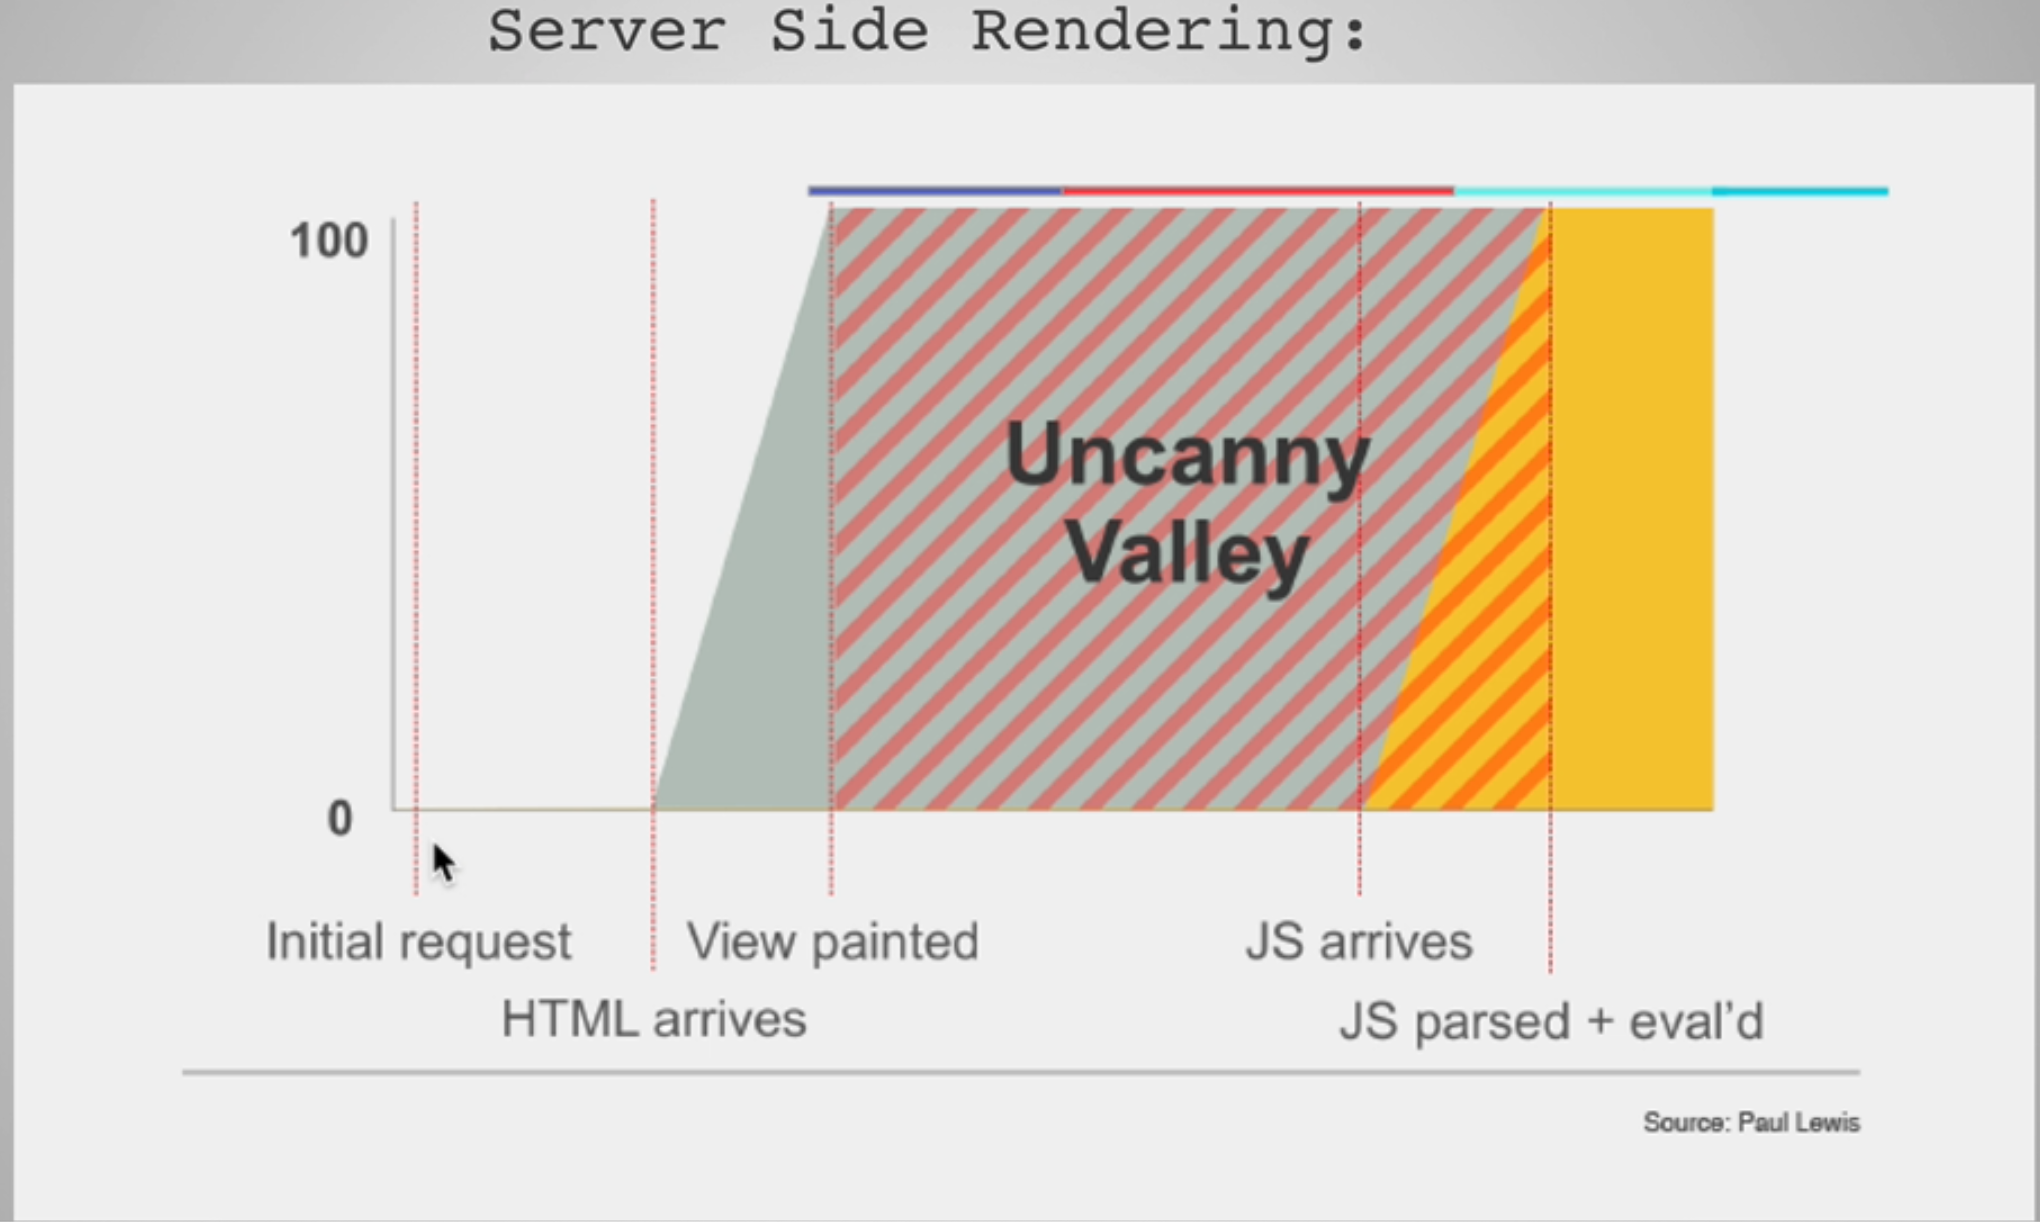 Server Side Rendering:
100
Uncanny
Valley
0
Initial request
View painted
JS arrives
HTML arrives
JS parsed + eval’d
Source: Paul Lewis